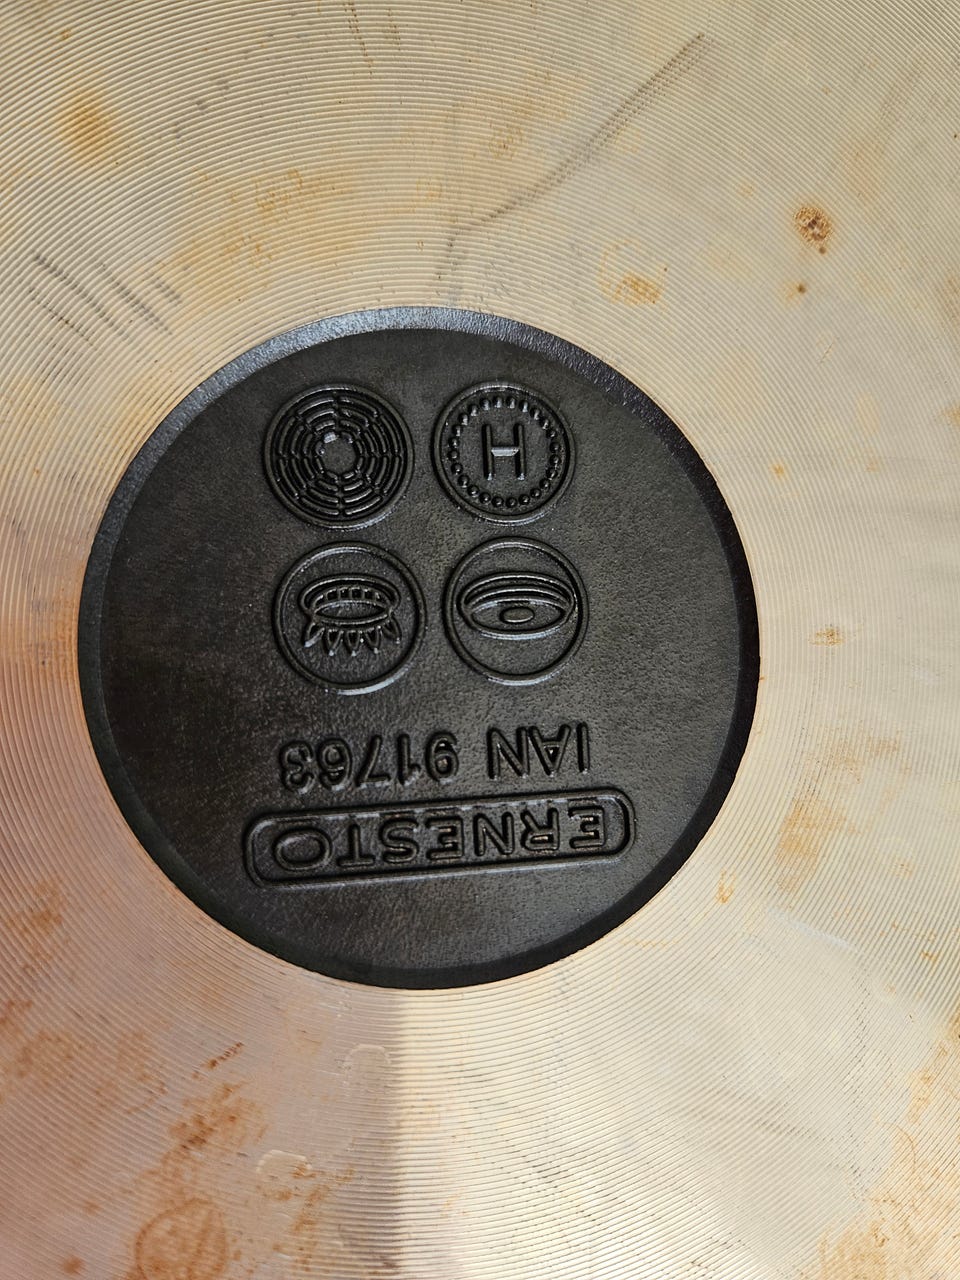 ERNESTO
IAN 91763
H